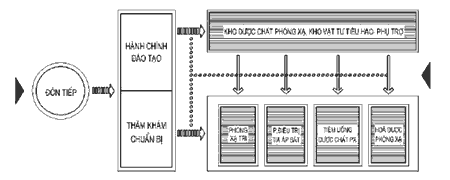 KHO DƯỢC CHẤT PHÓNG XẠ, KHO VẬT TƯ TIÊU HAO- PHỤ TRỢ
HÀNH CHÍNH
ĐÀO TẠO
ĐÓN TIẾP
THĂM KHÁM
CHUẨN BỊ
PHÒNG
XẠ TRỊ
P.ĐIỀU TRỊ
TIA ÁP SÁT
TIÊM UỐNG
DƯỢC CHẤT PX
HOÁ DƯỢC
PHÓNG XẠ